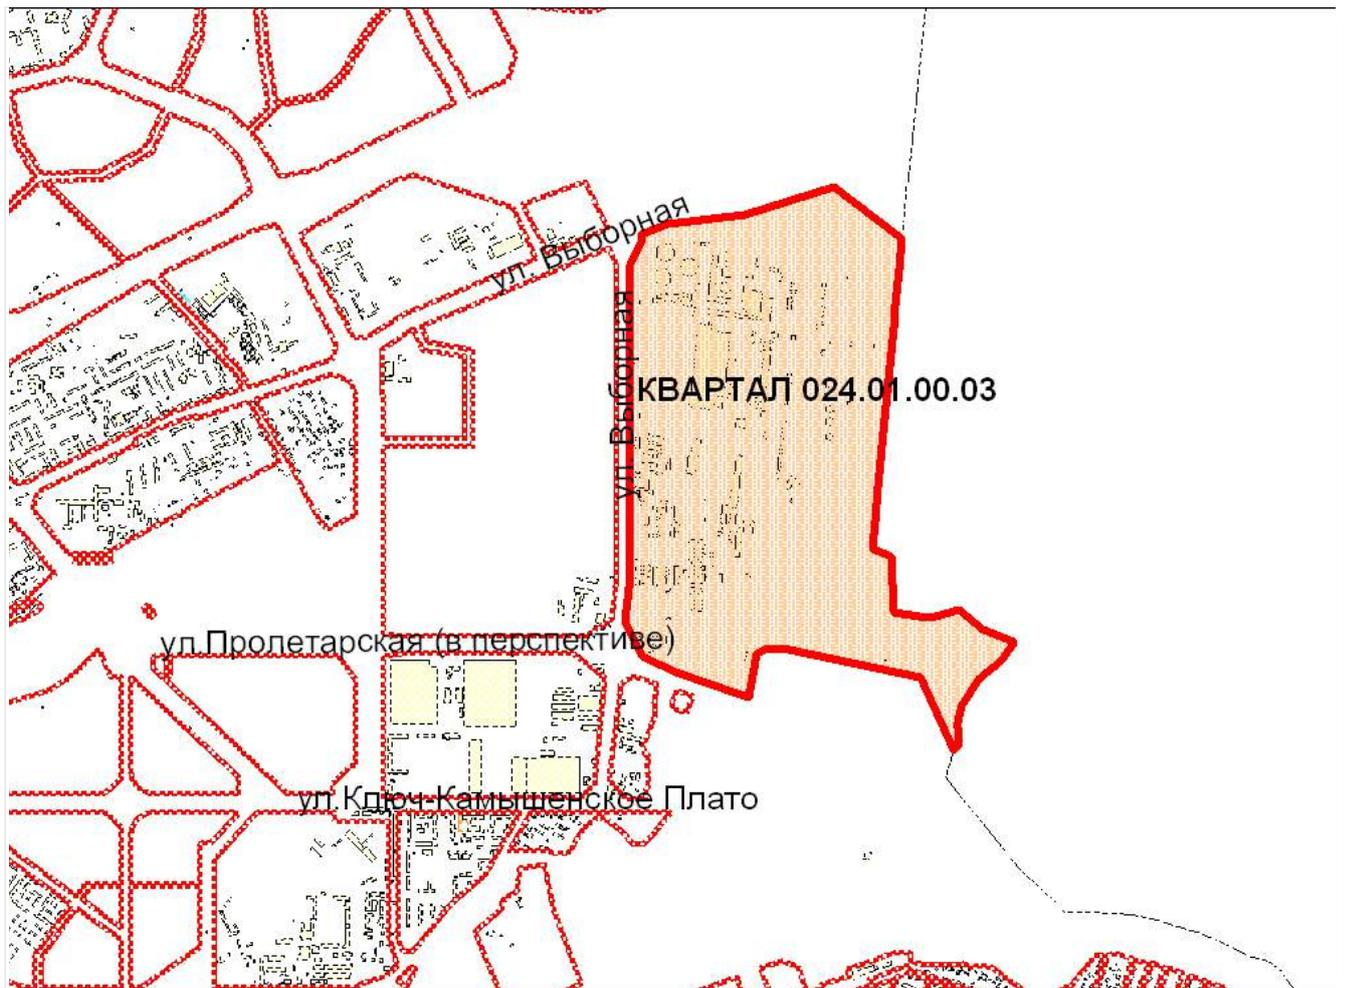 ул. Выборная
ул. Выборная
КВАРТАЛ 024.01.00.03
ул.Пролетарская (в перспективе)
ул.Ключ-Камышенское Плато